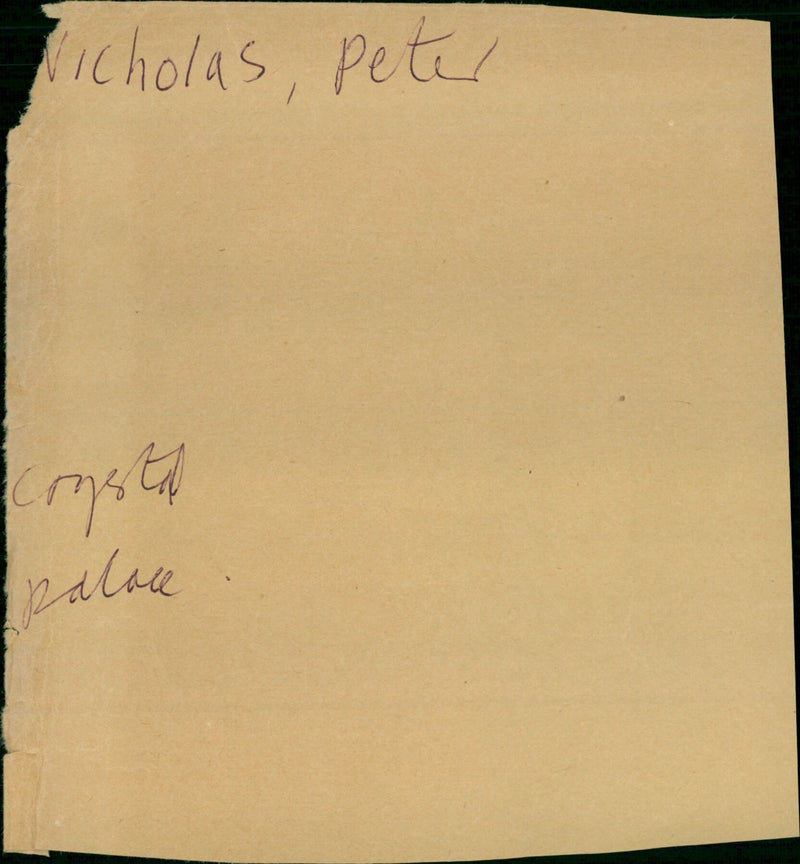 Nicholas, Peter
Crystal
palace.